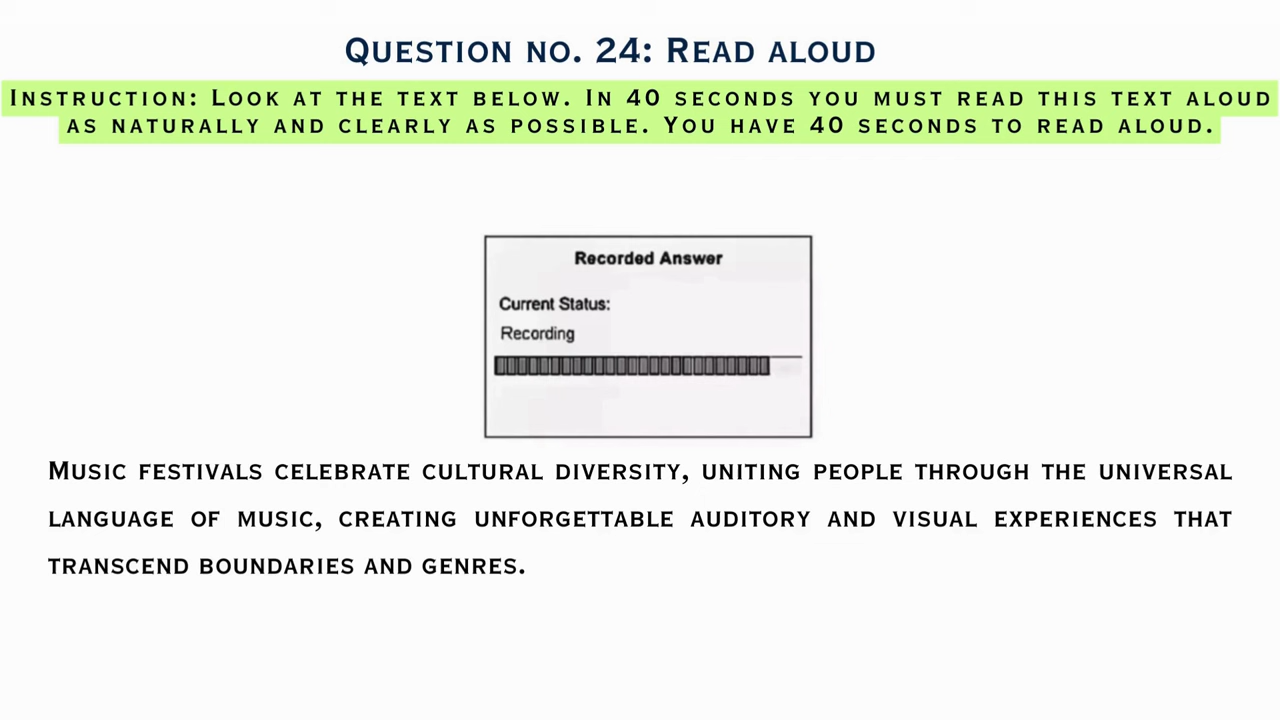 Question no. 24: Read aloud
Instruction: Look at the text below. In 40 seconds you must read this text aloud
as naturally and clearly as possible. You have 40 seconds to read aloud.
Recorded Answer
Current Status:
Recording
Music festivals celebrate cultural diversity, uniting people through the universal
language of music, creating unforgettable auditory and visual experiences that
transcend boundaries and genres.